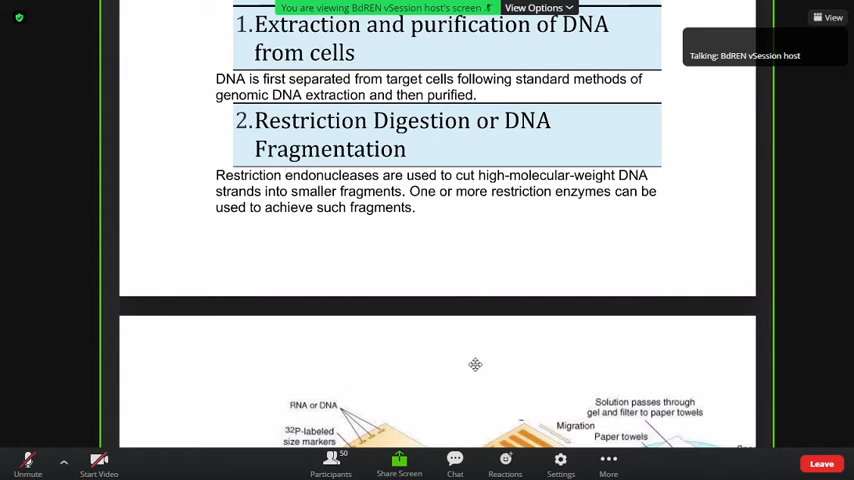 You are viewing BdREN vSession host's screen
View Options
View
Talking: BdREN vSession host
1.Extraction and purification of DNA
from cells
DNA is first separated from target cells following standard methods of
genomic DNA extraction and then purified.
2.Restriction Digestion or DNA
Fragmentation
Restriction endonucleases are used to cut high-molecular-weight DNA
strands into smaller fragments. One or more restriction enzymes can be
used to achieve such fragments.
RNA or DNA
32P-labeled
size markers
Migration
Solution passes through
gel and filter to paper towels
Paper towels
Unmute
Start Video
50
Participants
Share Screen
Chat
Reactions
Settings
More
Leave